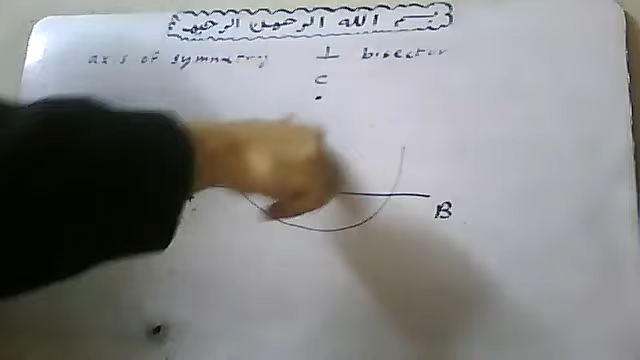 بسم الله الرحمن الرحيم
axis of symmetry ⊥ bisector
C
B